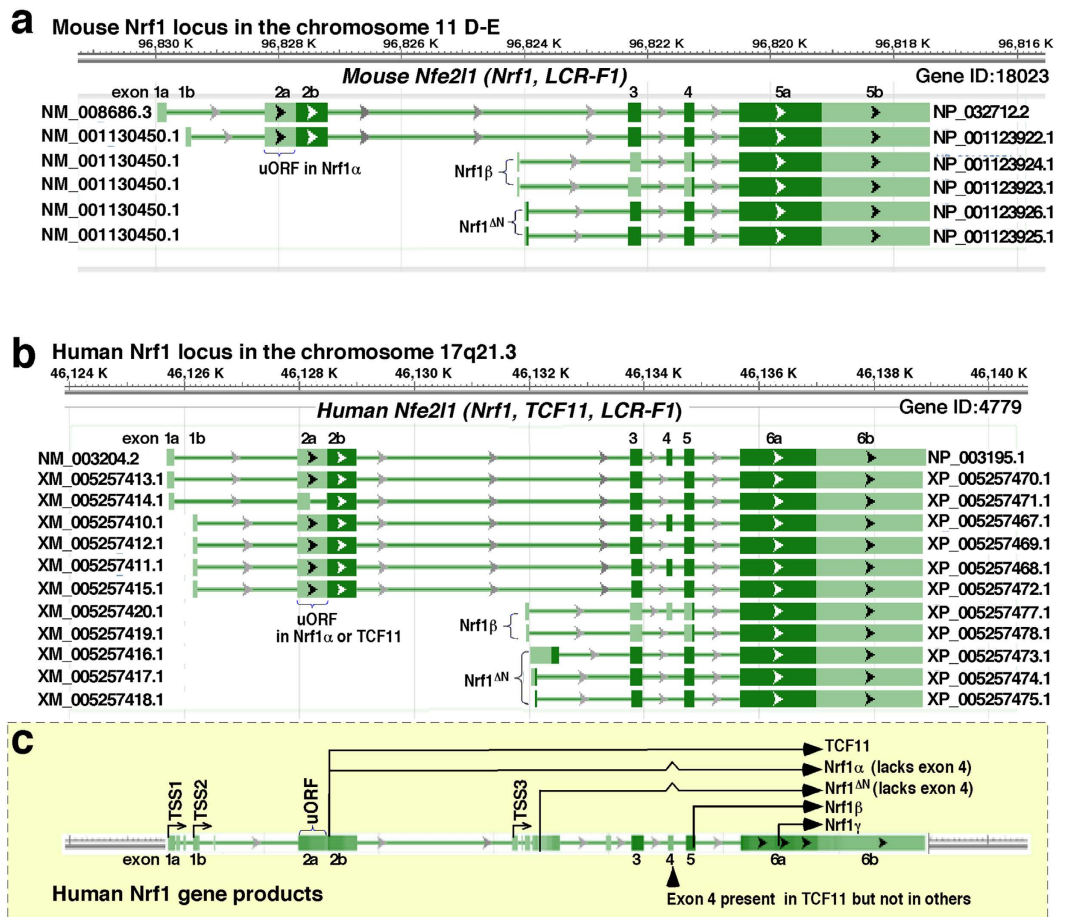 a Mouse Nrf1 locus in the chromosome 11 D-E
96,830 K 96,828 K 96,826 K 96,824 K 96,822 K 96,820 K 96,818 K 96,816 K
Mouse Nfe2l1 (Nrf1, LCR-F1) Gene ID:18023
exon 1a 1b 2a 2b 3 4 5a 5b
NM_008686.3 NP_032712.2
NM_001130450.1 NP_001123922.1
uORF in Nrf1α
NM_001130450.1 Nrf1β NP_001123924.1
NM_001130450.1 NP_001123923.1
NM_001130450.1 Nrf1ΔN NP_001123926.1
NM_001130450.1 NP_001123925.1
b Human Nrf1 locus in the chromosome 17q21.3
46,124 K 46,126 K 46,128 K 46,130 K 46,132 K 46,134 K 46,136 K 46,138 K 46,140 K
Human Nfe2l1 (Nrf1, TCF11, LCR-F1) Gene ID:4779
exon 1a 1b 2a 2b 3 4 5 6a 6b
NM_003204.2 NP_003195.1
XM_005257413.1 XP_005257470.1
XM_005257414.1 XP_005257471.1
XM_005257410.1 XP_005257467.1
XM_005257412.1 XP_005257469.1
XM_005257411.1 XP_005257468.1
XM_005257415.1 XP_005257472.1
uORF
in Nrf1α or TCF11
XM_005257420.1 Nrf1β XP_005257477.1
XM_005257419.1 XP_005257478.1
XM_005257416.1 XP_005257473.1
XM_005257417.1 Nrf1ΔN XP_005257474.1
XM_005257418.1 XP_005257475.1
c
TSS1 TSS2 uORF TSS3
TCF11
Nrf1α (lacks exon 4)
Nrf1ΔN (lacks exon 4)
Nrf1β
Nrf1γ
exon 1a 1b 2a 2b 3 4 5 6a 6b
Human Nrf1 gene products
Exon 4 present in TCF11 but not in others